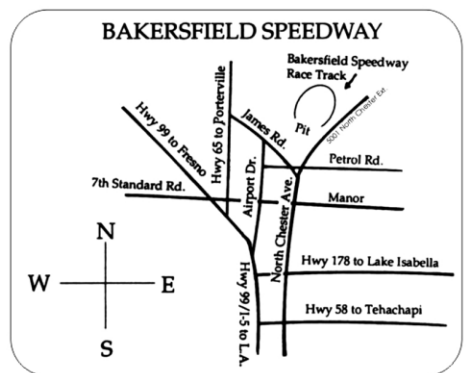 BAKERSFIELD SPEEDWAY
Bakersfield Speedway
Race Track
5001 North Chester Ext.
Pit
Hwy 65 to Porterville
James Rd.
Hwy 99 to Fresno
Petrol Rd.
Airport Dr.
7th Standard Rd.
North Chester Ave.
Manor
N
W
E
S
Hwy 99/1-5 to L.A.
Hwy 178 to Lake Isabella
Hwy 58 to Tehachapi